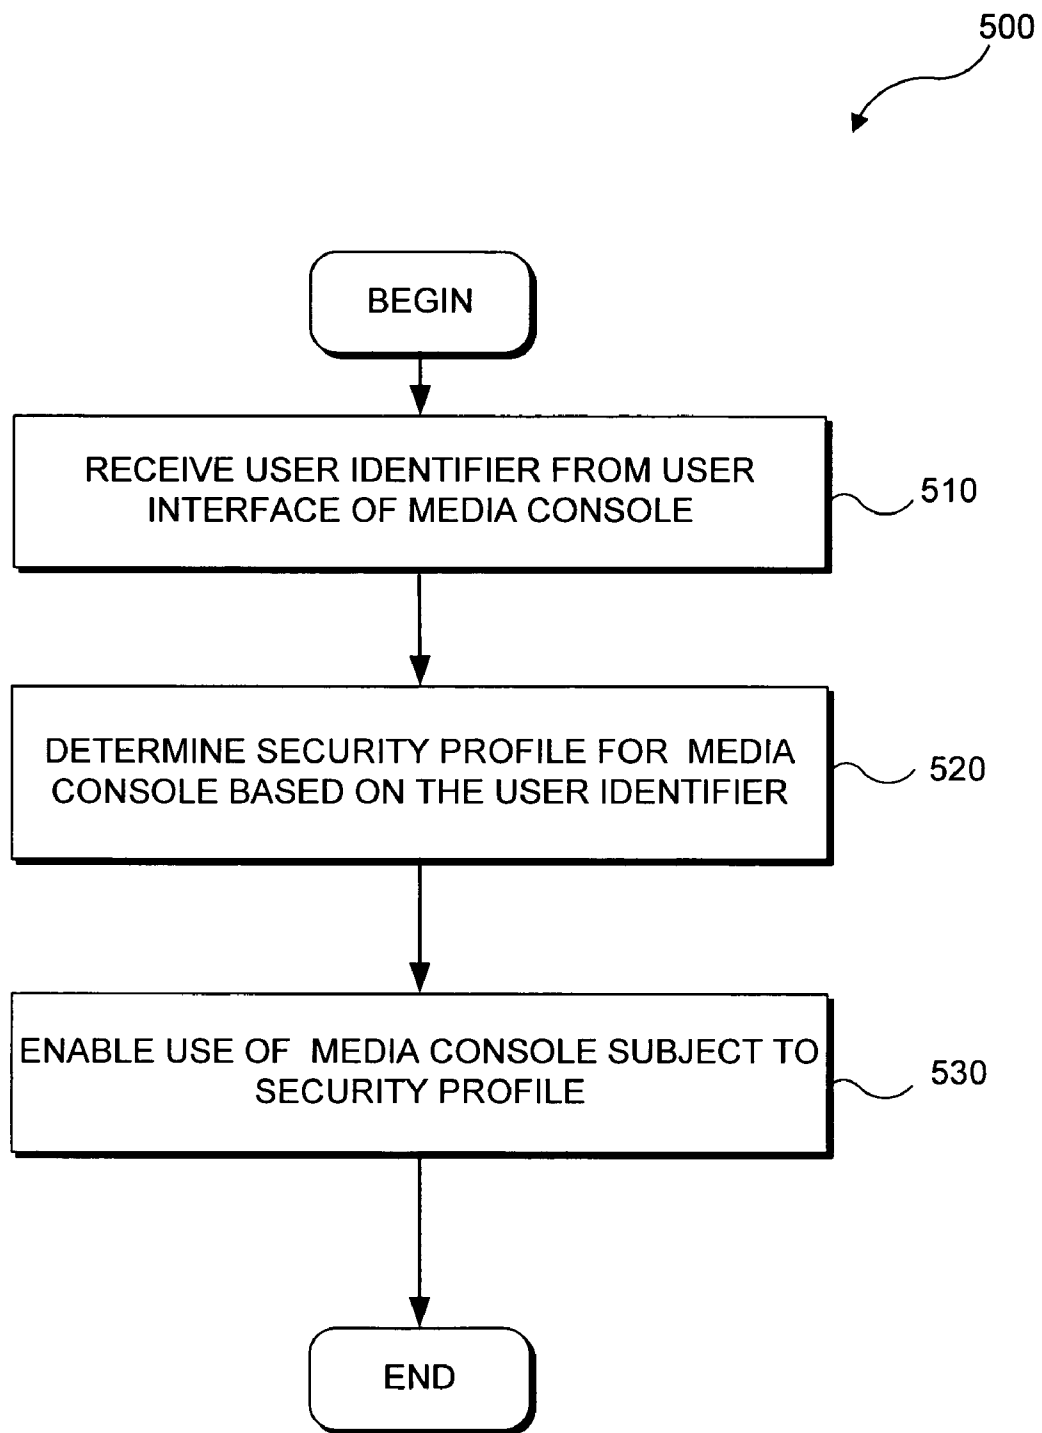 500
BEGIN
RECEIVE USER IDENTIFIER FROM USER
INTERFACE OF MEDIA CONSOLE
510
DETERMINE SECURITY PROFILE FOR MEDIA
CONSOLE BASED ON THE USER IDENTIFIER
520
ENABLE USE OF MEDIA CONSOLE SUBJECT TO
SECURITY PROFILE
530
END